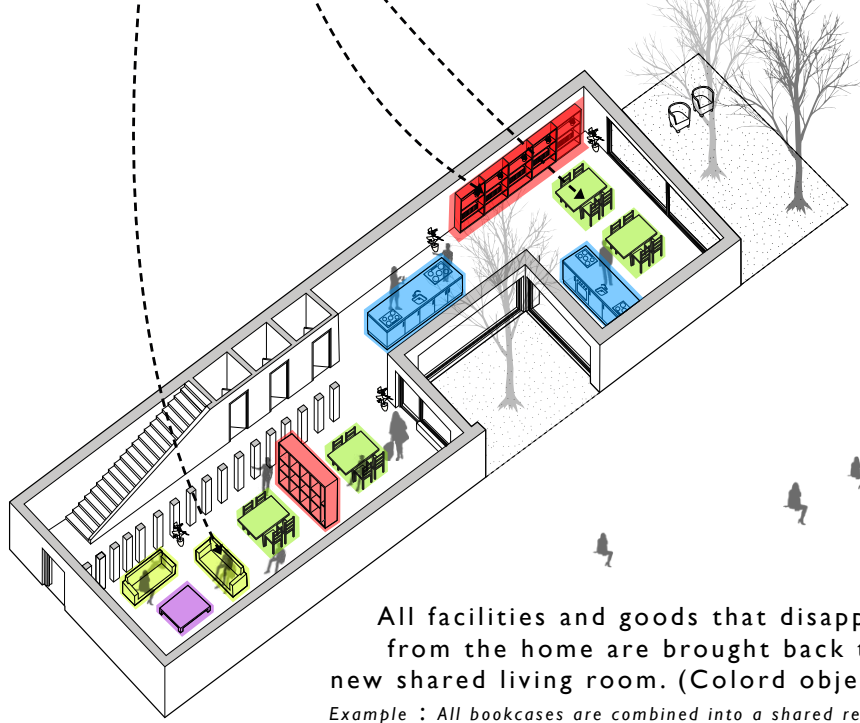 All facilities and goods that disapp
from the home are brought back t
new shared living room. (Colord obje
Example : All bookcases are combined into a shared re